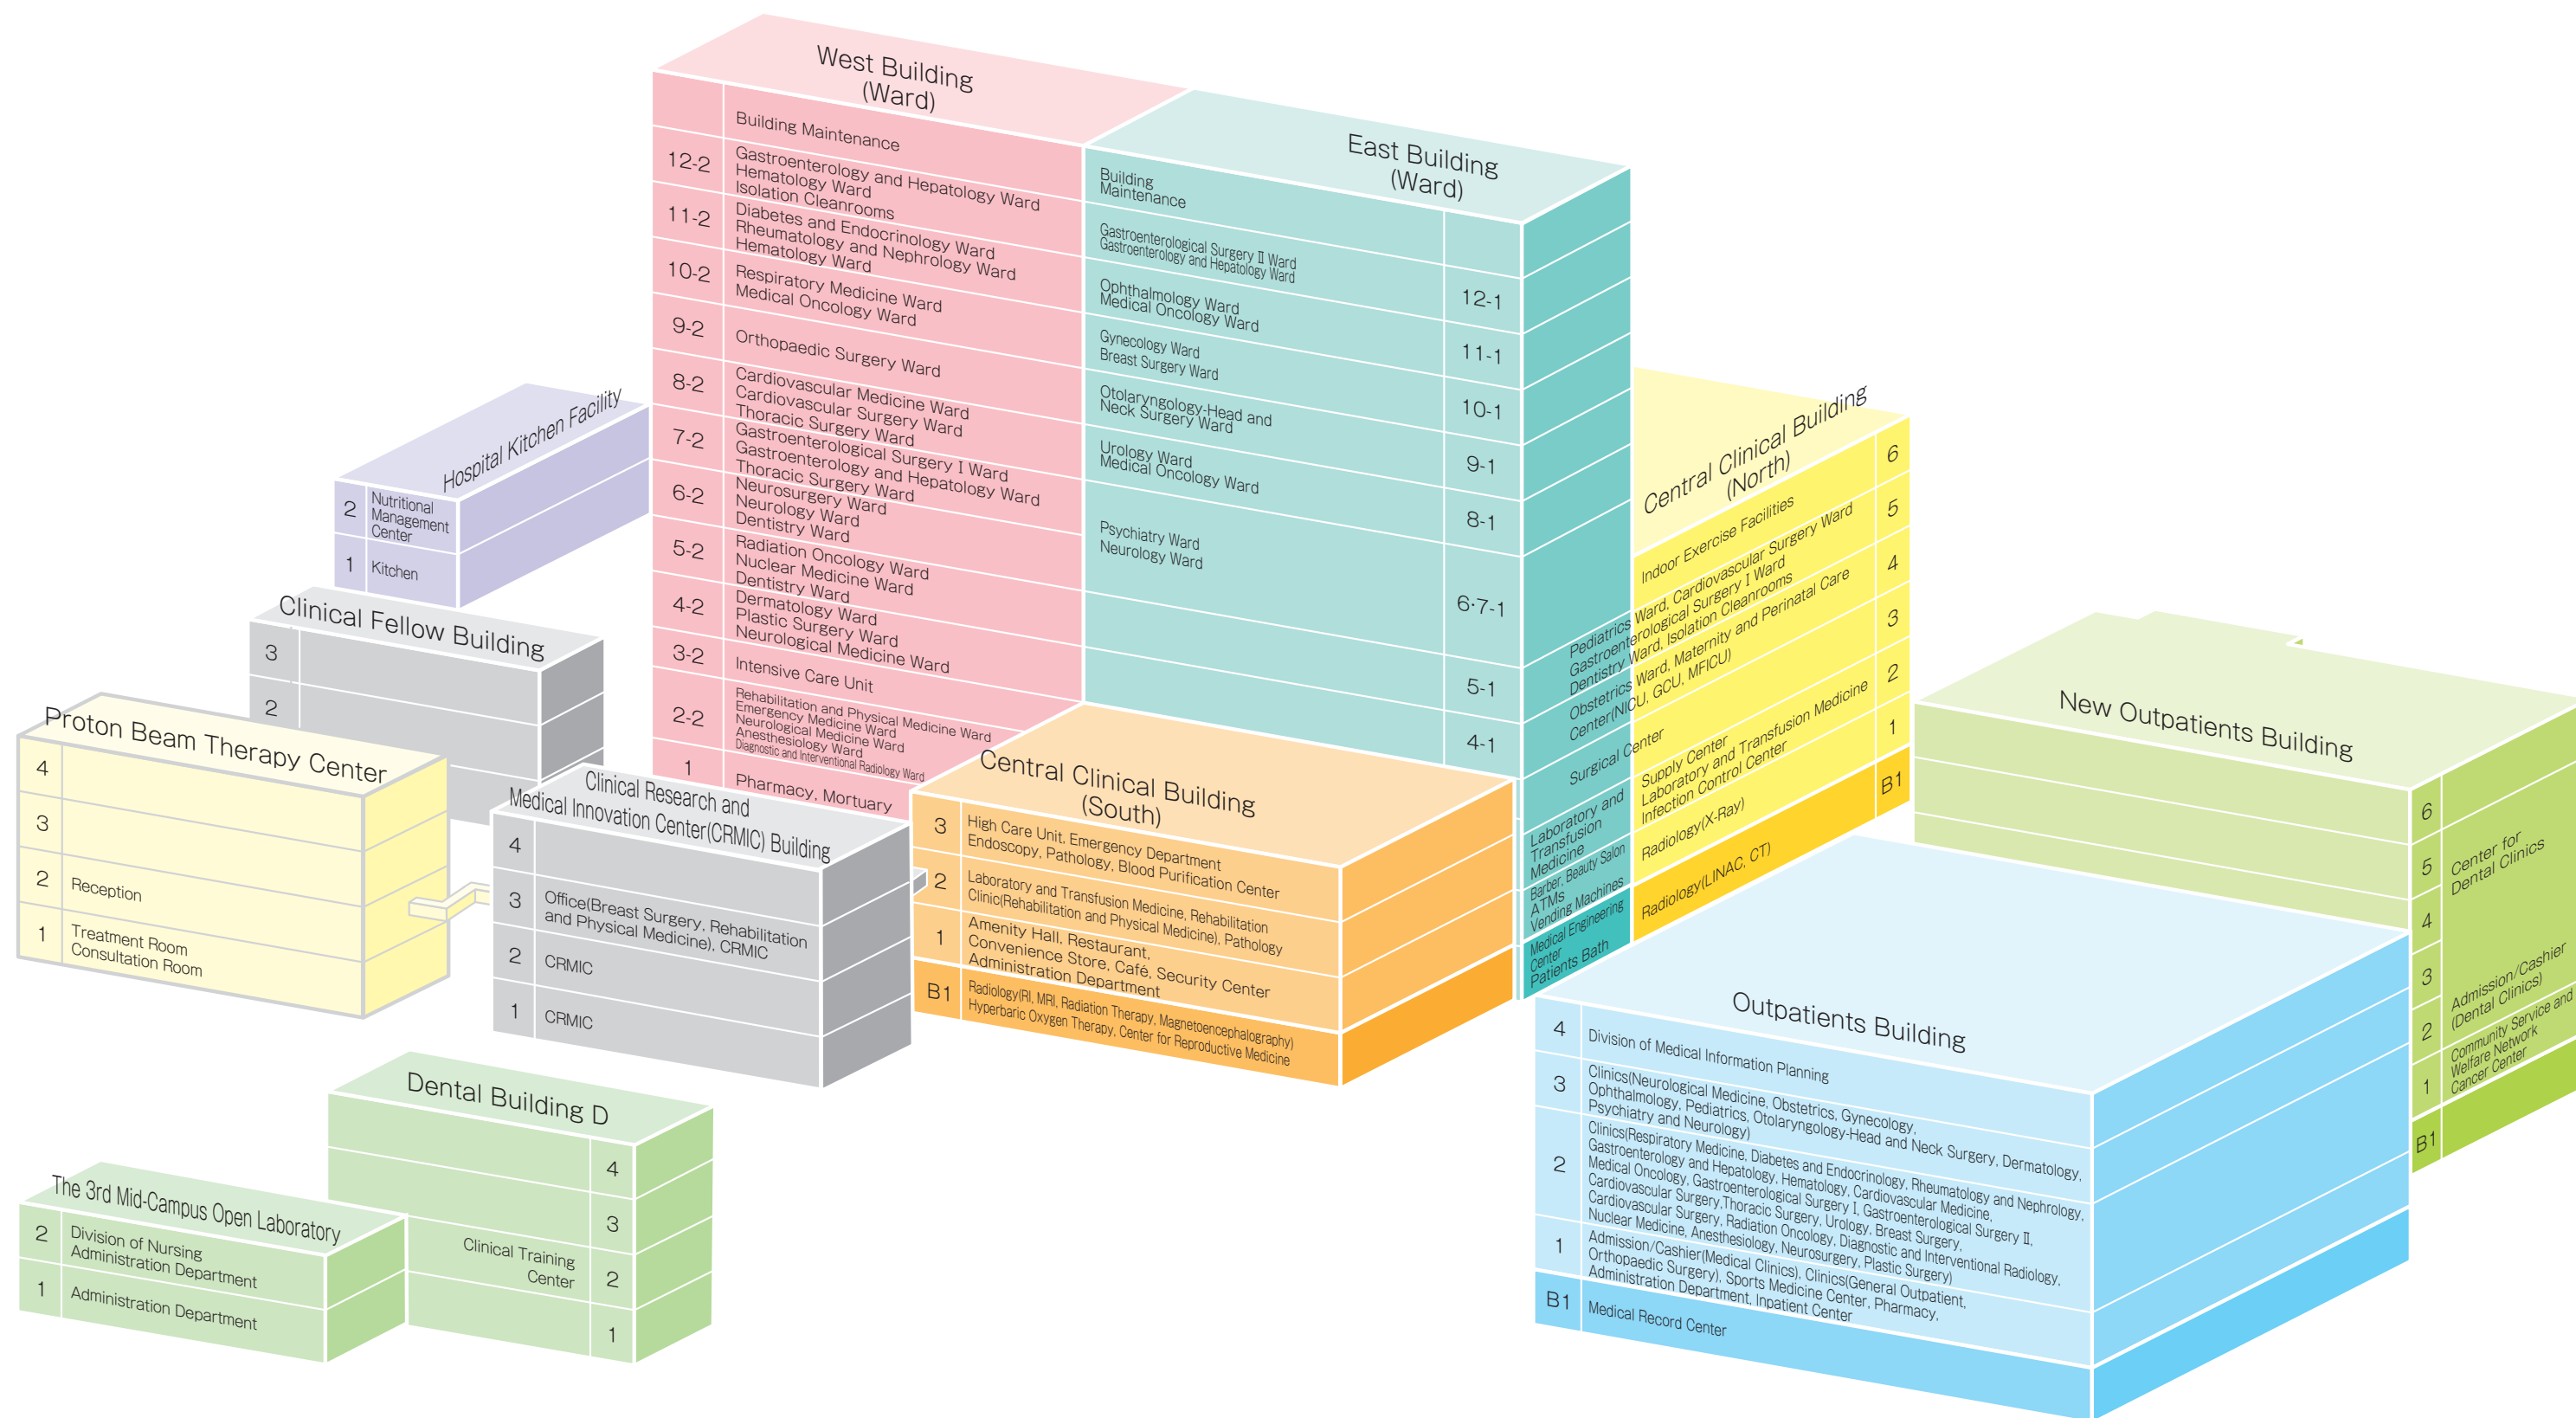 West Building
(Ward)
Building Maintenance
12-2
Gastroenterology and Hepatology Ward
Hematology Ward
Isolation Cleanrooms
11-2
Diabetes and Endocrinology Ward
Rheumatology and Nephrology Ward
Hematology Ward
10-2
Respiratory Medicine Ward
Medical Oncology Ward
9-2
Orthopaedic Surgery Ward
8-2
Cardiovascular Medicine Ward
Cardiovascular Surgery Ward
Thoracic Surgery Ward
7-2
Gastroenterological Surgery I Ward
Gastroenterology and Hepatology Ward
Thoracic Surgery Ward
6-2
Neurosurgery Ward
Neurology Ward
Dentistry Ward
5-2
Radiation Oncology Ward
Nuclear Medicine Ward
Dentistry Ward
4-2
Dermatology Ward
Plastic Surgery Ward
Neurological Medicine Ward
3-2
Intensive Care Unit
2-2
Rehabilitation and Physical Medicine Ward
Emergency Medicine Ward
Neurological Medicine Ward
Anesthesiology Ward
Diagnostic and Interventional Radiology Ward
1
Pharmacy, Mortuary
East Building
(Ward)
Building
Maintenance
Gastroenterological Surgery II Ward
Gastroenterology and Hepatology Ward
12-1
Ophthalmology Ward
Medical Oncology Ward
11-1
Gynecology Ward
Breast Surgery Ward
10-1
Otolaryngology-Head and
Neck Surgery Ward
9-1
Urology Ward
Medical Oncology Ward
8-1
Psychiatry Ward
Neurology Ward
6·7-1
5-1
4-1
Central Clinical Building
(North)
6
Indoor Exercise Facilities
5
Pediatrics Ward, Cardiovascular Surgery Ward
Gastroenterological Surgery I Ward
Dentistry Ward, Isolation Cleanrooms
4
Obstetrics Ward, Maternity and Perinatal Care
Center(NICU, GCU, MFICU)
3
Surgical Center
2
Supply Center
Laboratory and Transfusion Medicine
Infection Control Center
1
Radiology(X-Ray)
B1
Radiology(LINAC, CT)
Laboratory and
Transfusion
Medicine
Barber, Beauty Salon
ATMs
Vending Machines
Medical Engineering
Center
Patients Bath
Hospital Kitchen Facility
2
Nutritional
Management
Center
1
Kitchen
Clinical Fellow Building
3
2
Proton Beam Therapy Center
4
3
2
Reception
1
Treatment Room
Consultation Room
Clinical Research and
Medical Innovation Center(CRMIC) Building
4
3
Office(Breast Surgery, Rehabilitation
and Physical Medicine), CRMIC
2
CRMIC
1
CRMIC
Central Clinical Building
(South)
3
High Care Unit, Emergency Department
Endoscopy, Pathology, Blood Purification Center
2
Laboratory and Transfusion Medicine, Rehabilitation
Clinic(Rehabilitation and Physical Medicine), Pathology
1
Amenity Hall, Restaurant,
Convenience Store, Café, Security Center
Administration Department
B1
Radiology(RI, MRI, Radiation Therapy, Magnetoencephalography)
Hyperbaric Oxygen Therapy, Center for Reproductive Medicine
New Outpatients Building
6
5
Center for
Dental Clinics
4
3
2
Admission/Cashier
(Dental Clinics)
1
Community Service and
Welfare Network
Cancer Center
B1
Outpatients Building
4
Division of Medical Information Planning
3
Clinics(Neurological Medicine, Obstetrics, Gynecology,
Ophthalmology, Pediatrics, Otolaryngology-Head and Neck Surgery, Dermatology,
Psychiatry and Neurology)
2
Clinics(Respiratory Medicine, Diabetes and Endocrinology, Rheumatology and Nephrology,
Gastroenterology and Hepatology, Hematology, Cardiovascular Medicine,
Medical Oncology, Gastroenterological Surgery I, Gastroenterological Surgery II,
Cardiovascular Surgery,Thoracic Surgery, Urology, Breast Surgery,
Cardiovascular Surgery, Radiation Oncology, Diagnostic and Interventional Radiology,
Nuclear Medicine, Anesthesiology, Neurosurgery, Plastic Surgery)
1
Admission/Cashier(Medical Clinics), Clinics(General Outpatient,
Orthopaedic Surgery), Sports Medicine Center, Pharmacy,
Administration Department, Inpatient Center
B1
Medical Record Center
Dental Building D
4
3
Clinical Training
Center
2
1
The 3rd Mid-Campus Open Laboratory
2
Division of Nursing
Administration Department
1
Administration Department